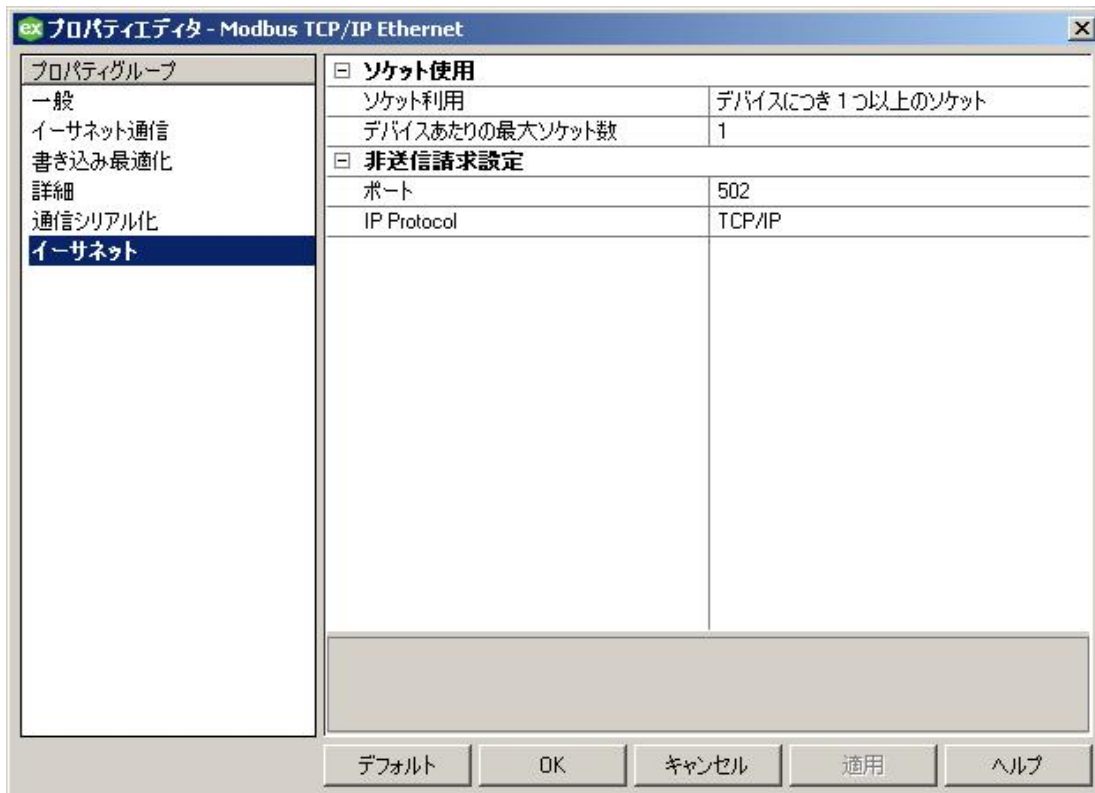 ex プロパティエディタ - Modbus TCP/IP Ethernet
プロパティグループ
一般
イーサネット通信
書き込み最適化
詳細
通信シリアル化
イーサネット
ソケット使用
ソケット利用 デバイスにつき1つ以上のソケット
デバイスあたりの最大ソケット数 1
非送信請求設定
ポート 502
IP Protocol TCP/IP
デフォルト OK キャンセル 適用 ヘルプ